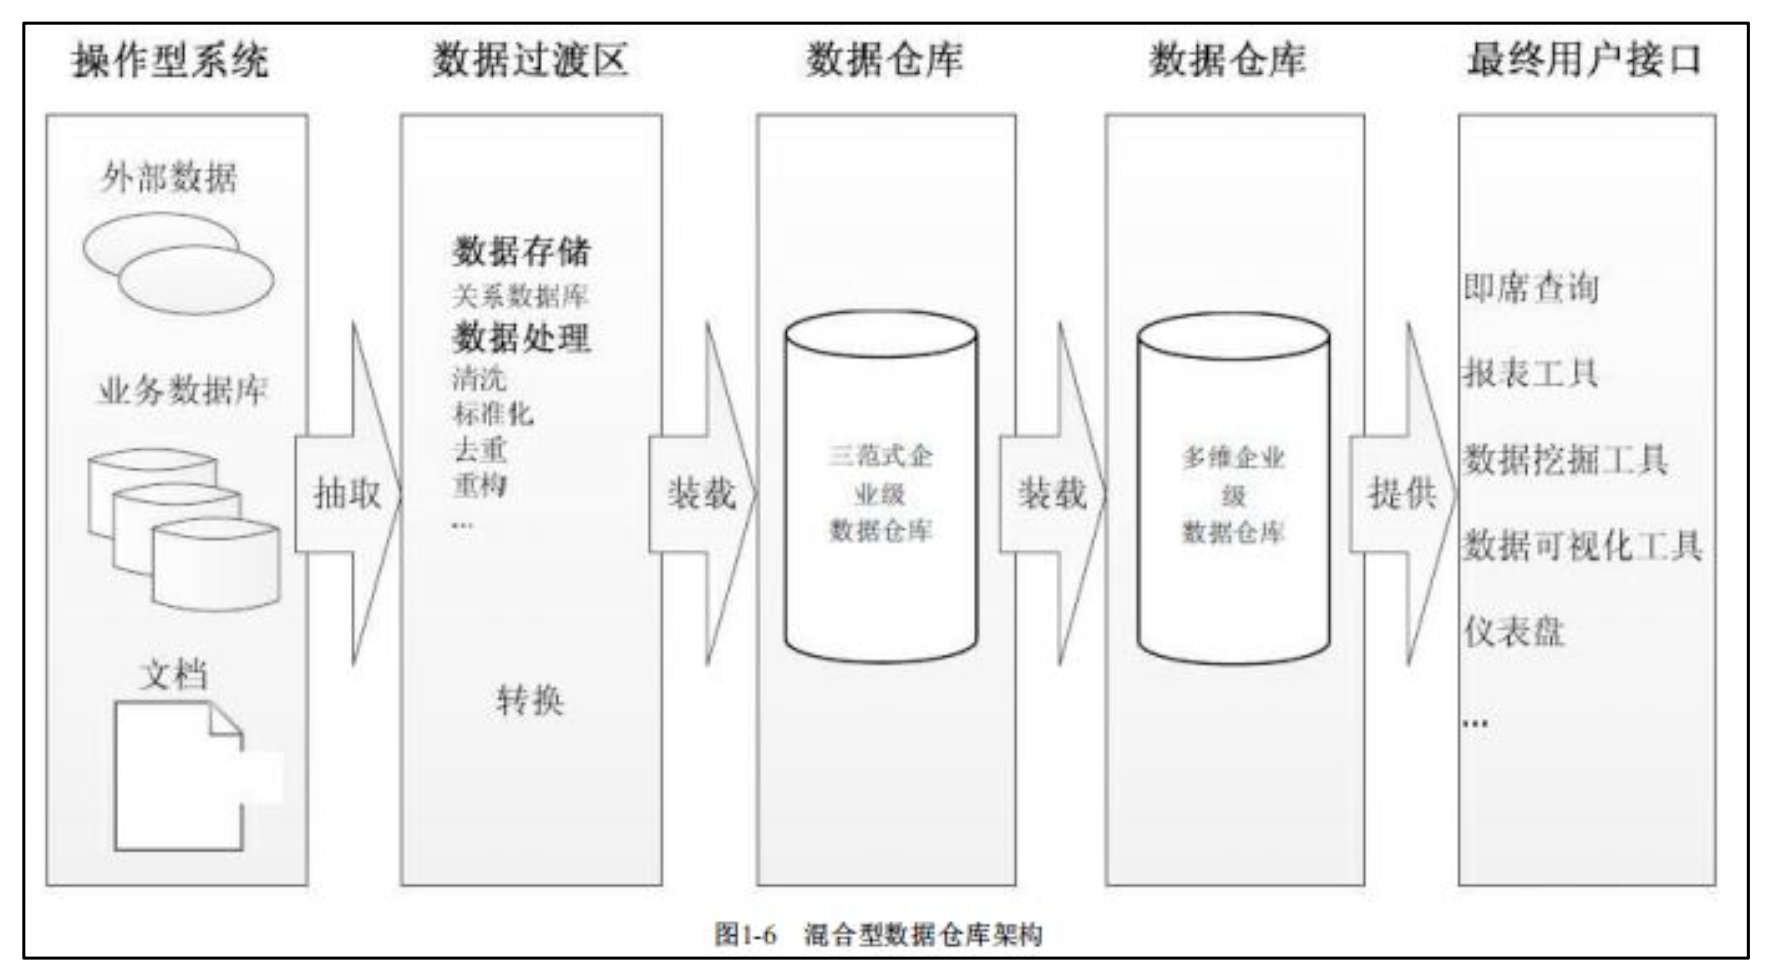 操作型系统
数据过渡区
数据仓库
数据仓库
最终用户接口
外部数据
业务数据库
文档
抽取
数据存储
关系数据库
数据处理
清洗
标准化
去重
重构
...
转换
装载
三范式企
业级
数据仓库
装载
多维企业
级
数据仓库
提供
即席查询
报表工具
数据挖掘工具
数据可视化工具
仪表盘
...
图1-6 混合型数据仓库架构